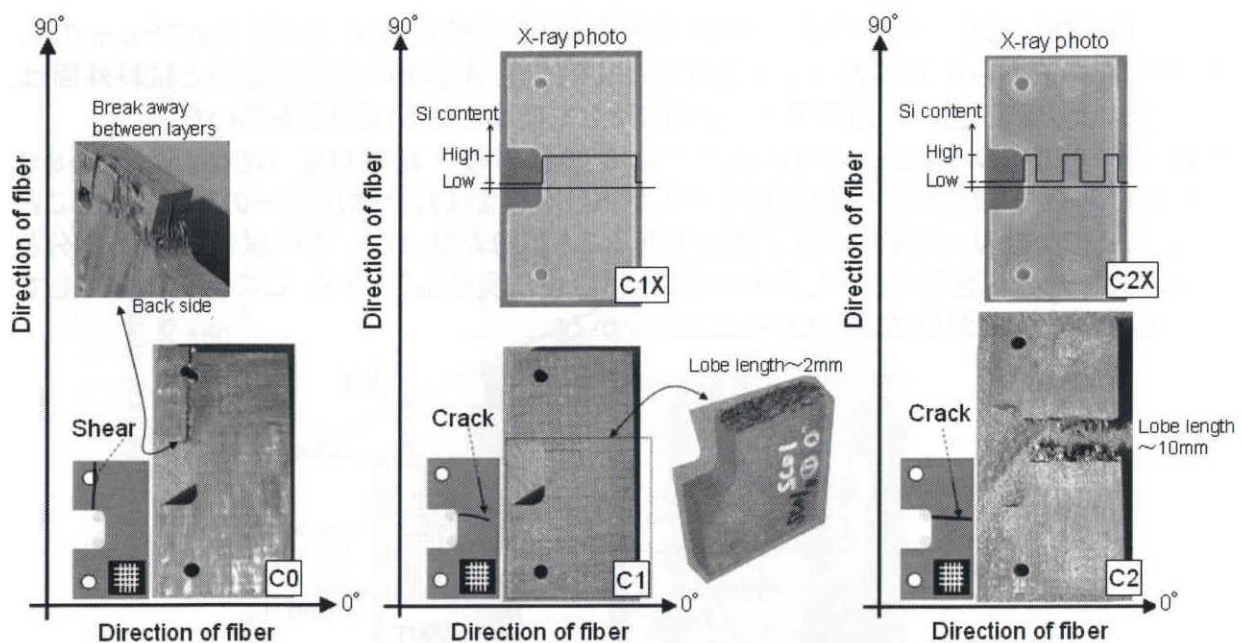 90°
Direction of fiber
Break away
between layers
Back side
Shear
C0
0°
Direction of fiber
90°
Direction of fiber
X-ray photo
Si content
High
Low
C1X
Lobe length~2mm
Crack
C1
0°
Direction of fiber
90°
Direction of fiber
X-ray photo
Si content
High
Low
C2X
Crack
Lobe length
~10mm
C2
0°
Direction of fiber